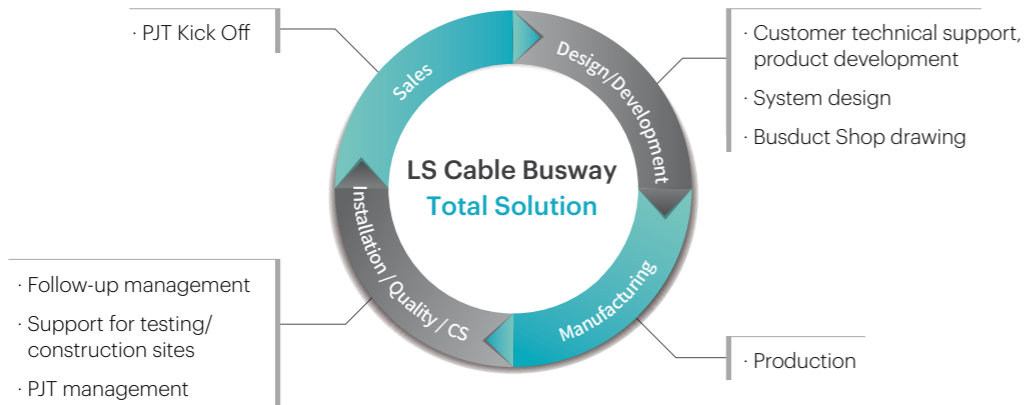 · PJT Kick Off
Sales
Design/Development
· Customer technical support,
product development
· System design
· Busduct Shop drawing
LS Cable Busway
Total Solution
Installation / Quality / CS
Manufacturing
· Follow-up management
· Support for testing/
construction sites
· PJT management
· Production